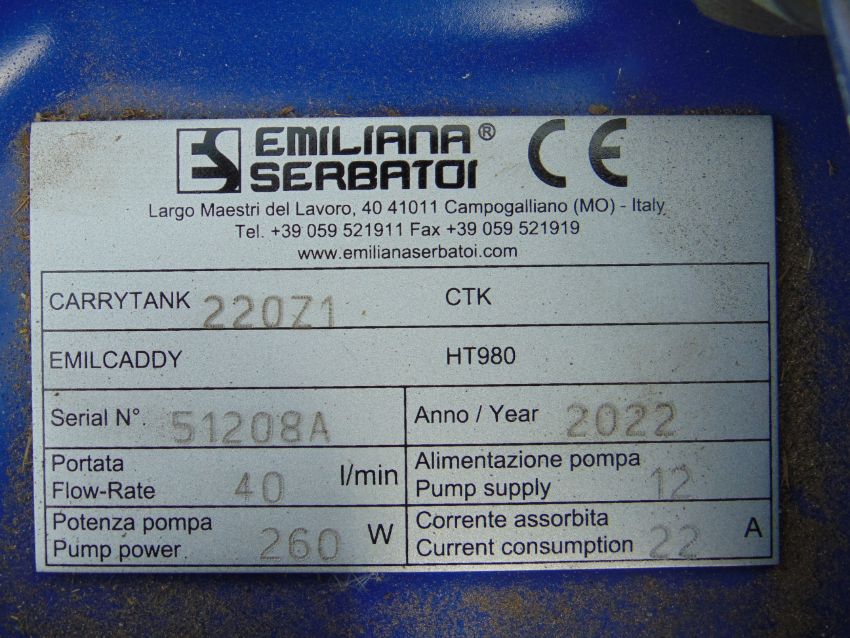 EMILIANA® CE
SERBATOI
Largo Maestri del Lavoro, 40 41011 Campogalliano (MO) - Italy
Tel. +39 059 521911 Fax +39 059 521919
www.emilianaserbatoi.com
CARRYTANK 220Z1 CTK
EMILCADDY HT980
Serial N°. 51208A Anno / Year 2022
Portata Alimentazione pompa
Flow-Rate 40 l/min Pump supply 12
Potenza pompa Corrente assorbita
Pump power 260 W Current consumption 22 A